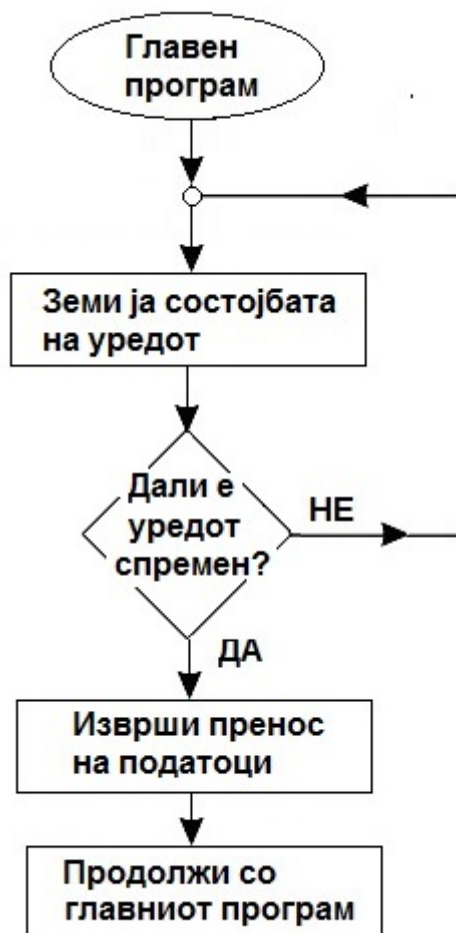 Главен
програм
Земи ја состојбата
на уредот
Дали е
уредот
спремен?
НЕ
ДА
Изврши пренос
на податоци
Продолжи со
главниот програм